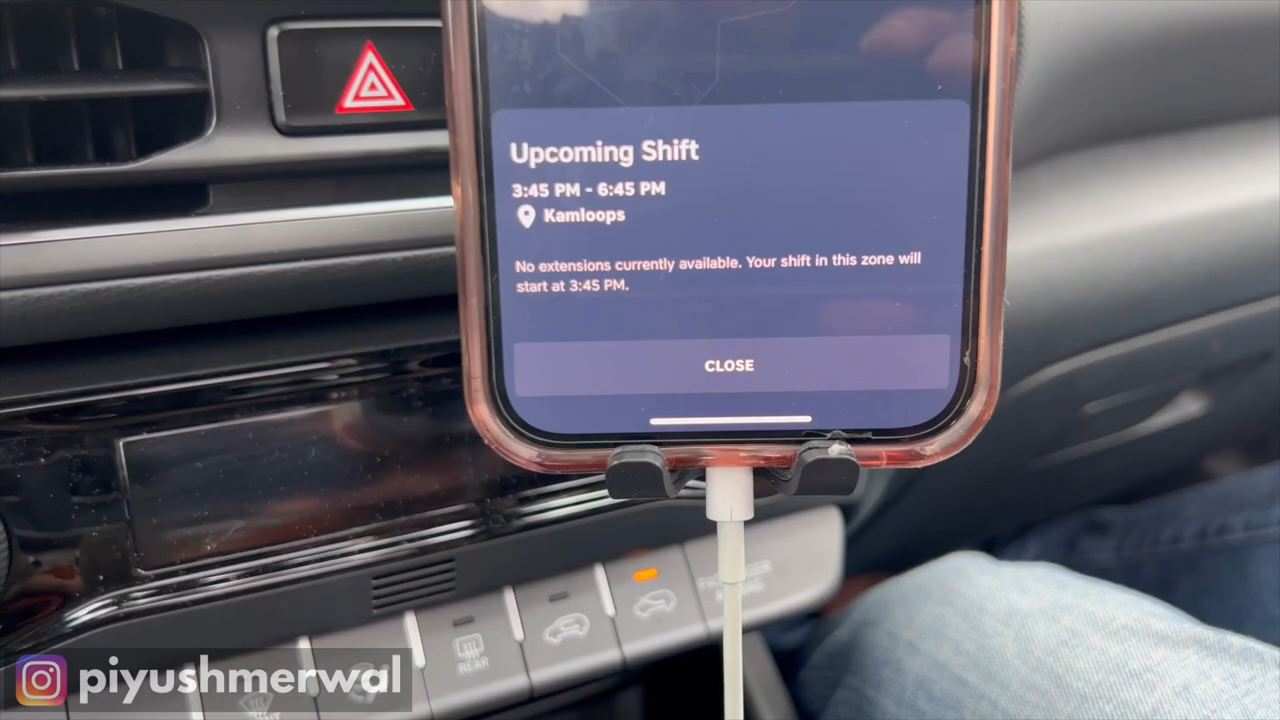 Upcoming Shift
3:45 PM - 6:45 PM
Kamloops
No extensions currently available. Your shift in this zone will
start at 3:45 PM.
CLOSE
REAR
piyushmerwal